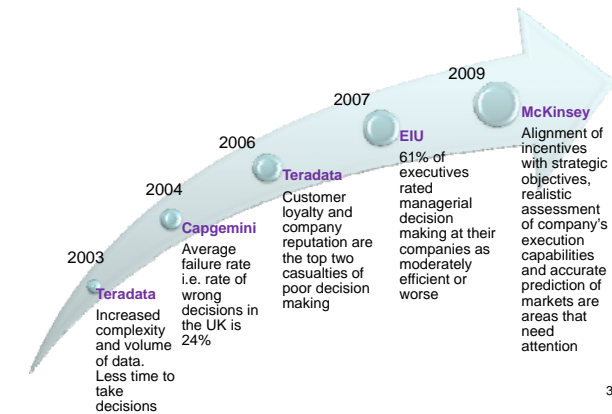 2003
Teradata
Increased
complexity
and volume
of data.
Less time to
take
decisions
2004
Capgemini
Average
failure rate
i.e. rate of
wrong
decisions in
the UK is
24%
2006
Teradata
Customer
loyalty and
company
reputation are
the top two
casualties of
poor decision
making
2007
EIU
61% of
executives
rated
managerial
decision
making at their
companies as
moderately
efficient or
worse
2009
McKinsey
Alignment of
incentives
with strategic
objectives,
realistic
assessment
of company's
execution
capabilities
and accurate
prediction of
markets are
areas that
need
attention
3